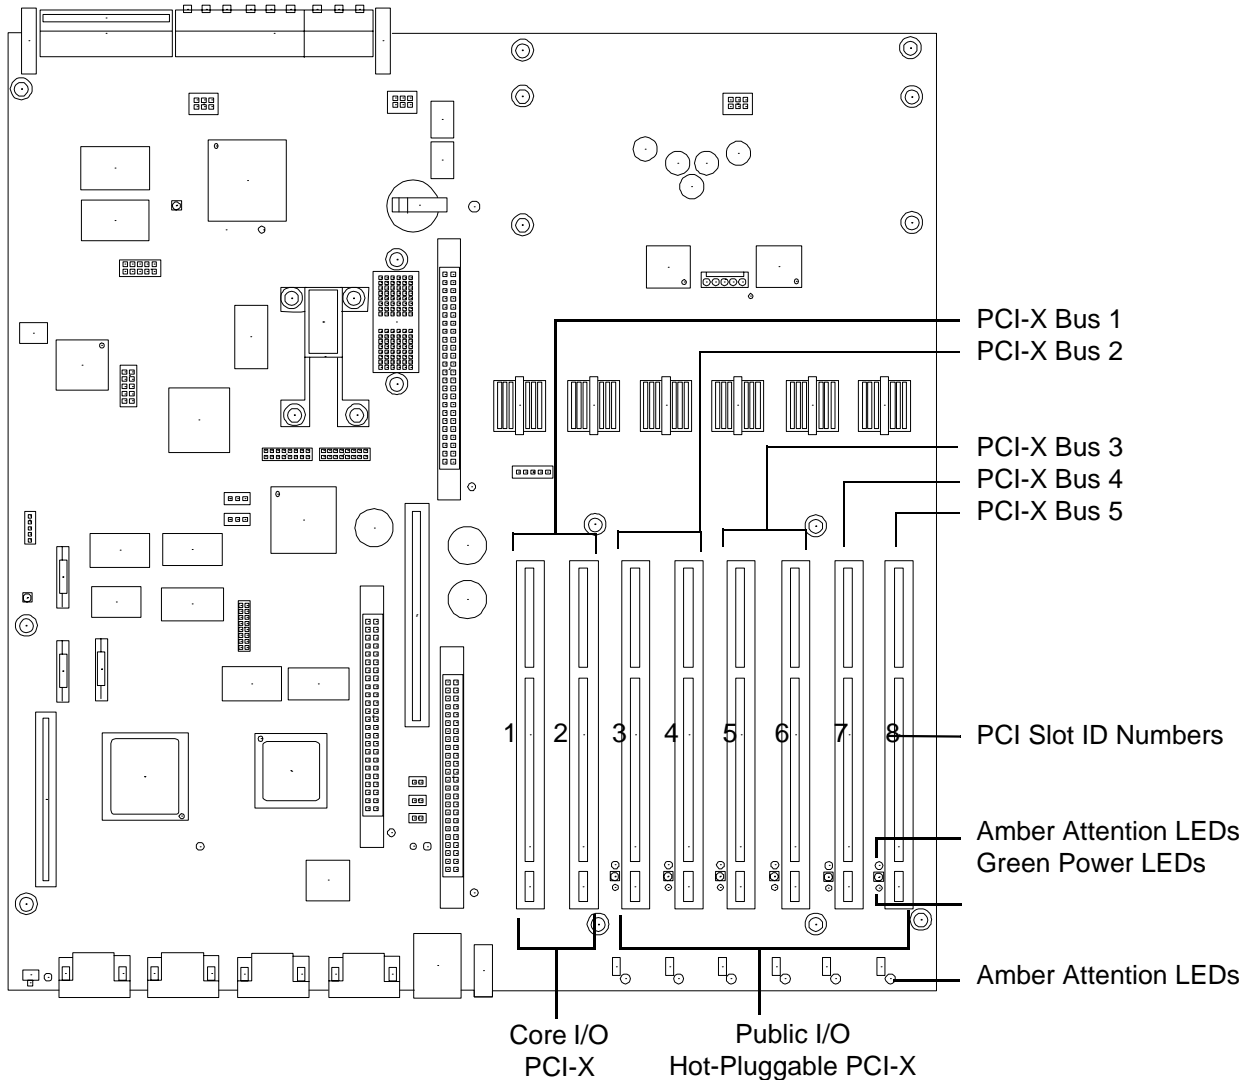 PCI-X Bus 1
PCI-X Bus 2
PCI-X Bus 3
PCI-X Bus 4
PCI-X Bus 5
1 2 3 4 5 6 7 8
PCI Slot ID Numbers
Amber Attention LEDs
Green Power LEDs
Amber Attention LEDs
Core I/O
PCI-X
Public I/O
Hot-Pluggable PCI-X